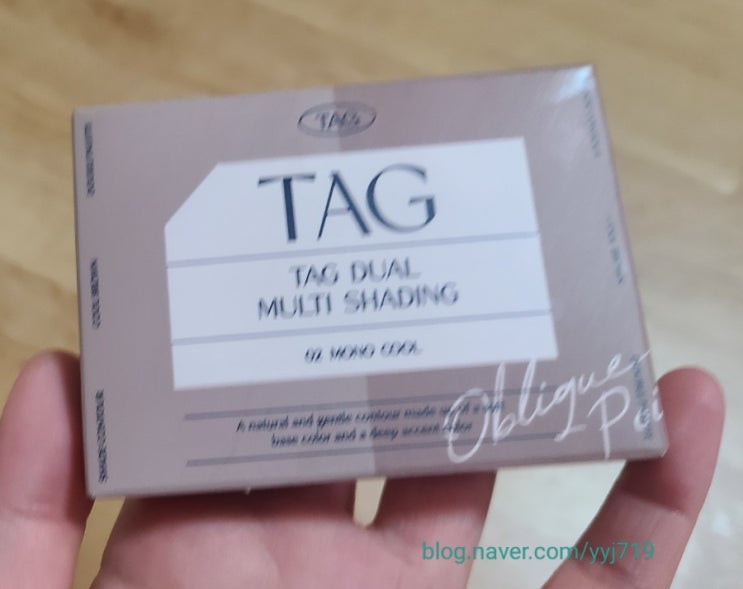 TAG
TAG
TAG DUAL
MULTI SHADING
02 MONO COOL
A natural and gentle contour made up of a soft
base color and a deep accent color
Oblique
blog.naver.com/yyj719